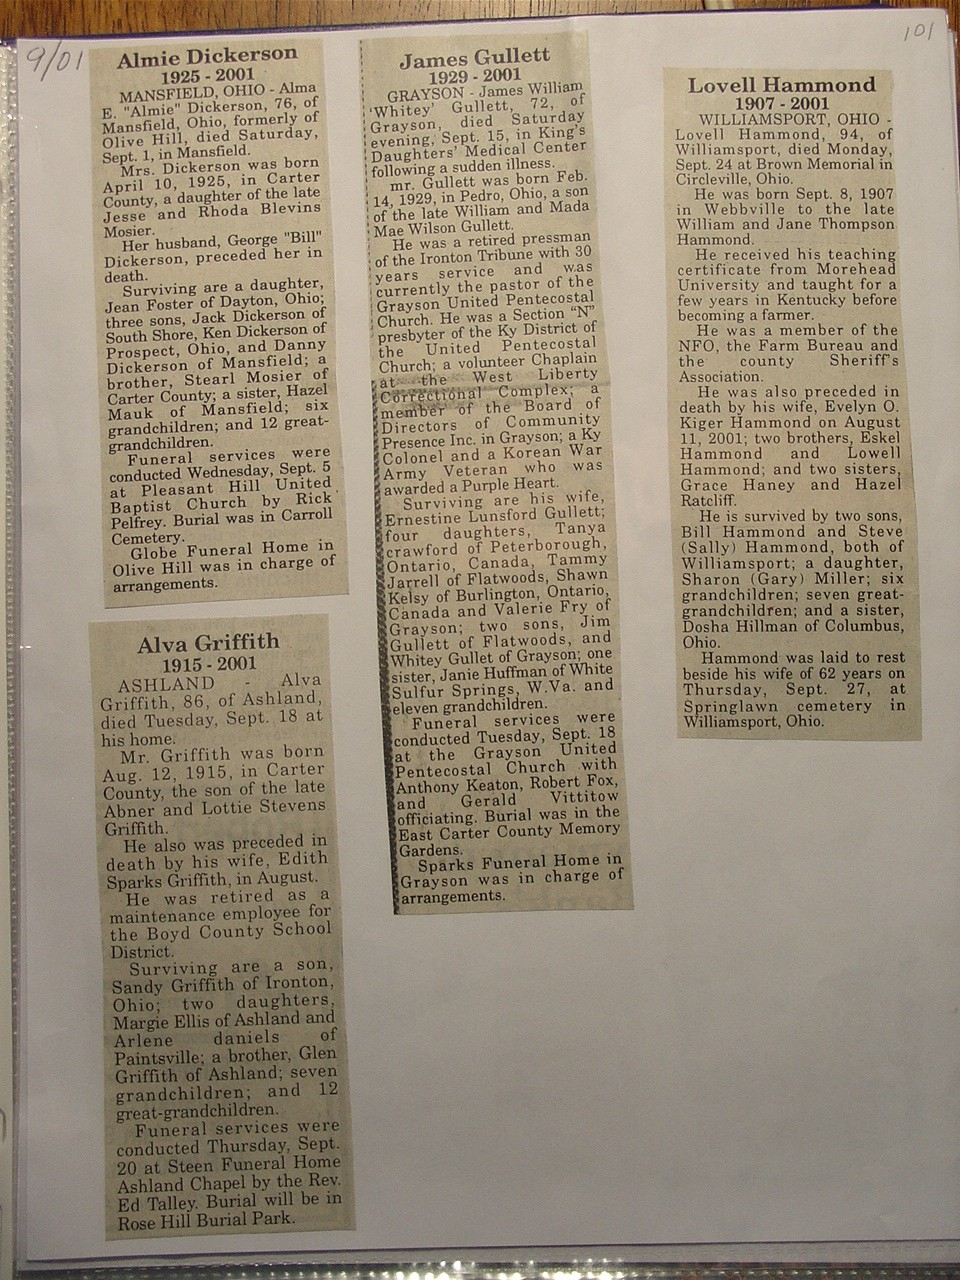 9/01
101
Almie Dickerson
1925 - 2001
MANSFIELD, OHIO - Alma
E. "Almie" Dickerson, 76, of
Mansfield, Ohio, formerly of
Olive Hill, died Saturday,
Sept. 1, in Mansfield.
Mrs. Dickerson was born
April 10, 1925, in Carter
County, a daughter of the late
Jesse and Rhoda Blevins
Mosier.
Her husband, George "Bill"
Dickerson, preceded her in
death.
Surviving are a daughter,
Jean Foster of Dayton, Ohio;
three sons, Jack Dickerson of
South Shore, Ken Dickerson of
Prospect, Ohio, and Danny
Dickerson of Mansfield; a
brother, Stearl Mosier of
Carter County; a sister, Hazel
Mauk of Mansfield; six
grandchildren; and 12 great-
grandchildren.
Funeral services were
conducted Wednesday, Sept. 5
at Pleasant Hill United
Baptist Church by Rick
Pelfrey. Burial was in Carroll
Cemetery.
Globe Funeral Home in
Olive Hill was in charge of
arrangements.
Alva Griffith
1915 - 2001
ASHLAND - Alva
Griffith, 86, of Ashland,
died Tuesday, Sept. 18 at
his home.
Mr. Griffith was born
Aug. 12, 1915, in Carter
County, the son of the late
Abner and Lottie Stevens
Griffith.
He also was preceded in
death by his wife, Edith
Sparks Griffith, in August.
He was retired as a
maintenance employee for
the Boyd County School
District.
Surviving are a son,
Sandy Griffith of Ironton,
Ohio; two daughters,
Margie Ellis of Ashland and
Arlene daniels of
Paintsville; a brother, Glen
Griffith of Ashland; seven
grandchildren; and 12
great-grandchildren.
Funeral services were
conducted Thursday, Sept.
20 at Steen Funeral Home
Ashland Chapel by the Rev.
Ed Talley. Burial will be in
Rose Hill Burial Park.
James Gullett
1929 - 2001
GRAYSON - James William
'Whitey' Gullett, 72, of
Grayson, died Saturday
evening, Sept. 15, in King's
Daughters' Medical Center
following a sudden illness.
mr. Gullett was born Feb.
14, 1929, in Pedro, Ohio, a son
of the late William and Mada
Mae Wilson Gullett.
He was a retired pressman
of the Ironton Tribune with 30
years service and was
currently the pastor of the
Grayson United Pentecostal
Church. He was a Section "N"
presbyter of the Ky District of
the United Pentecostal
Church; a volunteer Chaplain
at the West Liberty
Correctional Complex; a
member of the Board of
Directors of Community
Presence Inc. in Grayson; a Ky
Colonel and a Korean War
Army Veteran who was
awarded a Purple Heart.
Surviving are his wife,
Ernestine Lunsford Gullett;
four daughters, Tanya
crawford of Peterborough,
Ontario, Canada, Tammy
Jarrell of Flatwoods, Shawn
Kelsy of Burlington, Ontario,
Canada and Valerie Fry of
Grayson; two sons, Jim
Gullett of Flatwoods, and
Whitey Gullet of Grayson; one
sister, Janie Huffman of White
Sulfur Springs, W.Va. and
eleven grandchildren.
Funeral services were
conducted Tuesday, Sept. 18
at the Grayson United
Pentecostal Church with
Anthony Keaton, Robert Fox,
and Gerald Vittitow
officiating. Burial was in the
East Carter County Memory
Gardens.
Sparks Funeral Home in
Grayson was in charge of
arrangements.
Lovell Hammond
1907 - 2001
WILLIAMSPORT, OHIO -
Lovell Hammond, 94, of
Williamsport, died Monday,
Sept. 24 at Brown Memorial in
Circleville, Ohio.
He was born Sept. 8, 1907
in Webbville to the late
William and Jane Thompson
Hammond.
He received his teaching
certificate from Morehead
University and taught for a
few years in Kentucky before
becoming a farmer.
He was a member of the
NFO, the Farm Bureau and
the county Sheriff's
Association.
He was also preceded in
death by his wife, Evelyn O.
Kiger Hammond on August
11, 2001; two brothers, Eskel
Hammond and Lowell
Hammond; and two sisters,
Grace Haney and Hazel
Ratcliff.
He is survived by two sons,
Bill Hammond and Steve
(Sally) Hammond, both of
Williamsport; a daughter,
Sharon (Gary) Miller; six
grandchildren; seven great-
grandchildren; and a sister,
Dosha Hillman of Columbus,
Ohio.
Hammond was laid to rest
beside his wife of 62 years on
Thursday, Sept. 27, at
Springlawn cemetery in
Williamsport, Ohio.